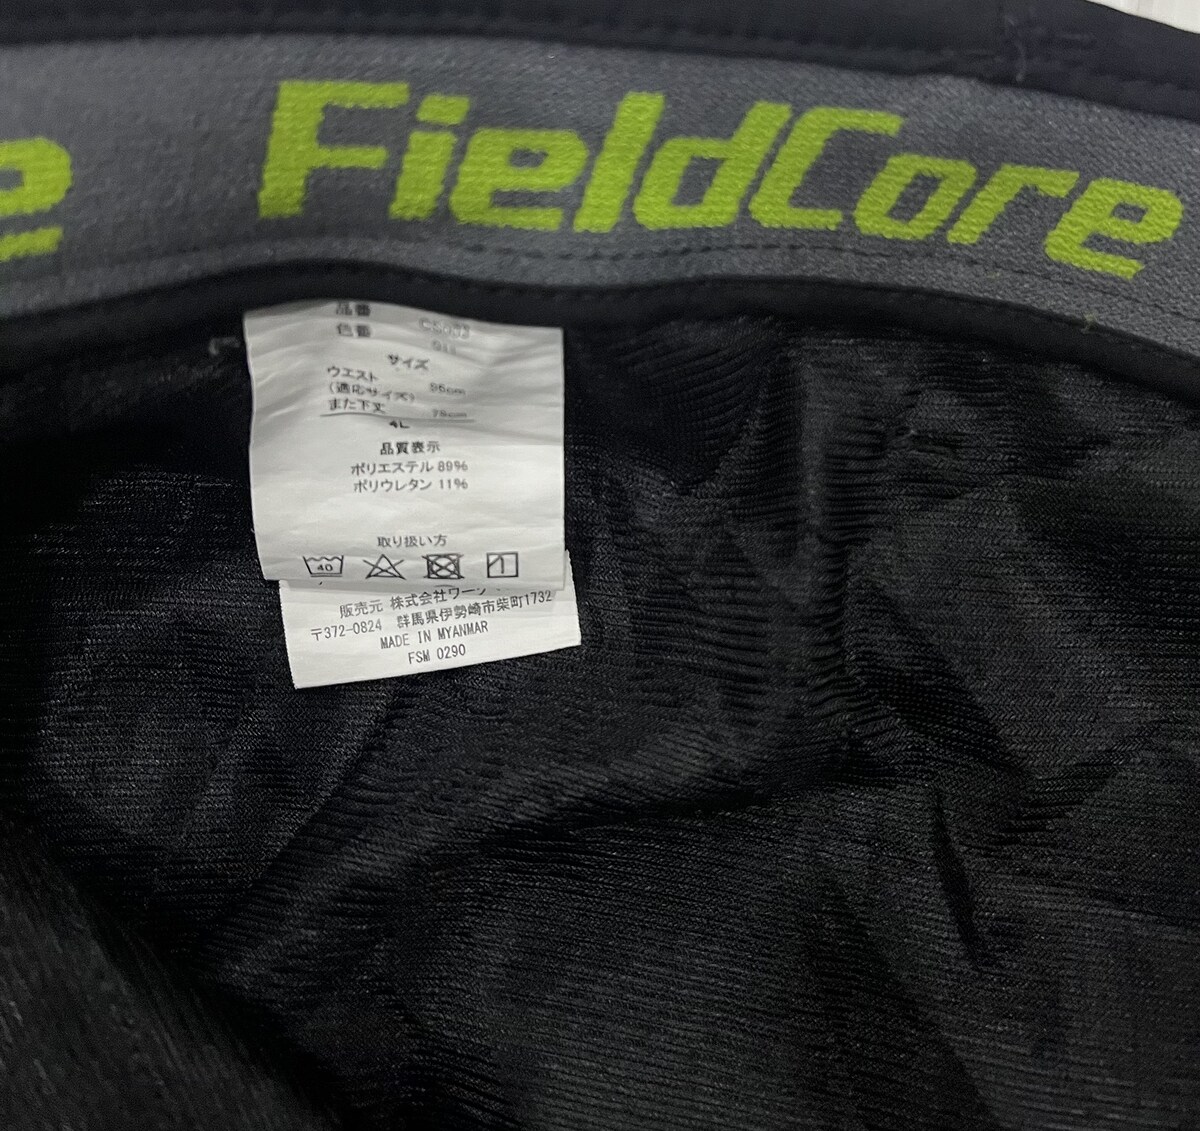 FieldCore
品番
色番
サイズ
ウエスト
(適応サイズ) 95cm
また下丈 79cm
4L
品質表示
ポリエステル 89%
ポリウレタン 11%
取り扱い方
40
販売元 株式会社ワーク
〒372-0824 群馬県伊勢崎市柴町1732
MADE IN MYANMAR
FSM 0290